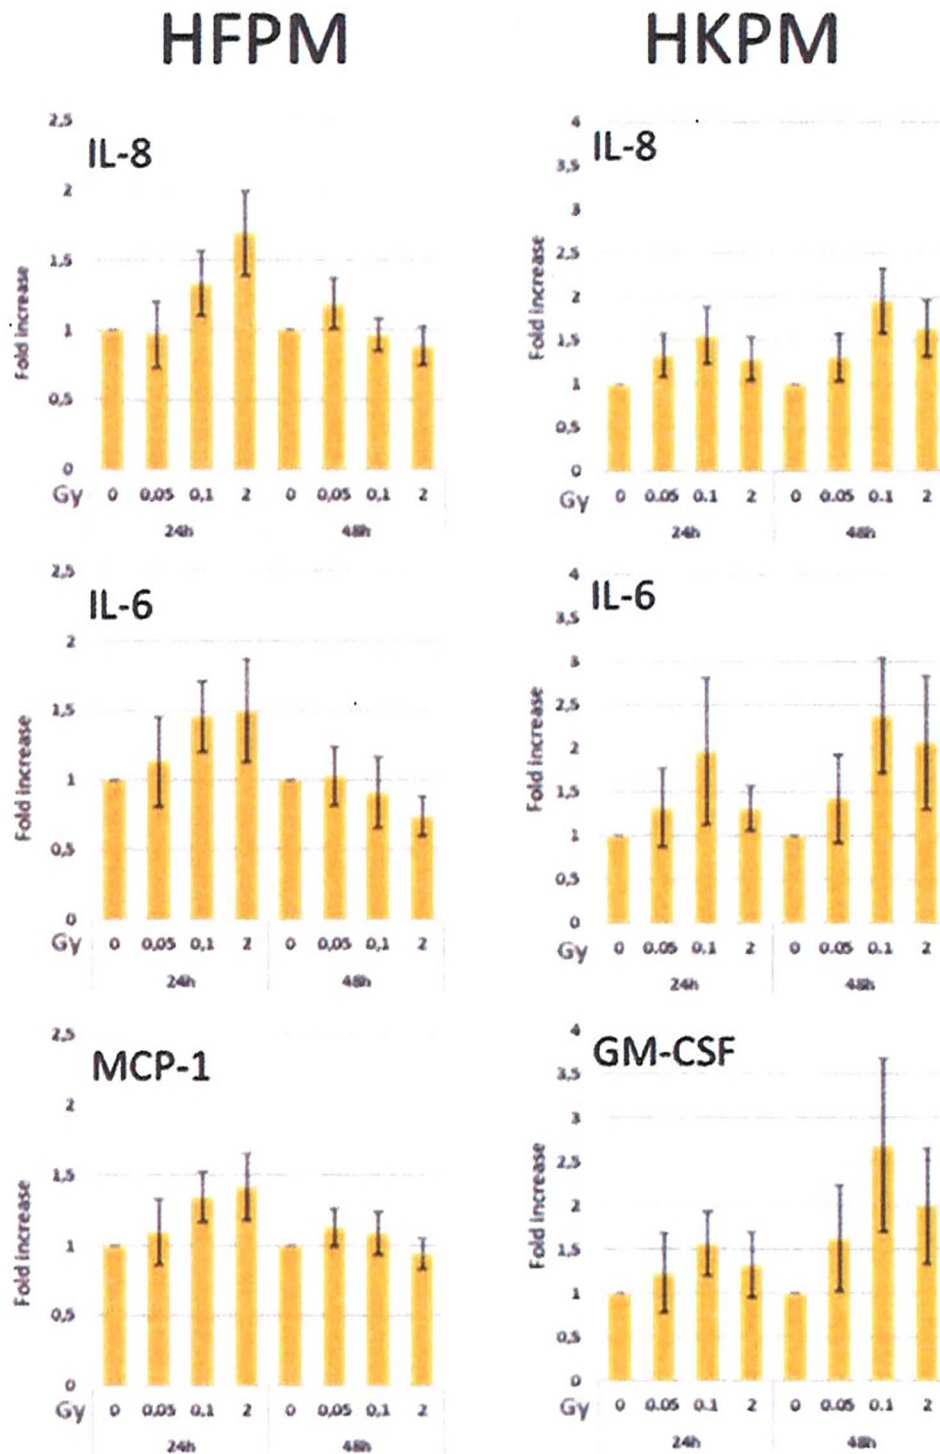 HFPM
HKPM
2,5
IL-8
2
1,5
1
0,5
0
Fold increase
Gy 0 0,05 0,1 2 0 0,05 0,1 2
24h 48h
4
IL-8
3,5
3
2,5
2
1,5
1
0,5
0
Fold increase
Gy 0 0.05 0.1 2 0 0.05 0.1 2
24h 48h
2,5
IL-6
2
1,5
1
0,5
0
Fold increase
Gy 0 0,05 0,1 2 0 0,05 0,1 2
24h 48h
4
IL-6
3,5
3
2,5
2
1,5
1
0,5
0
Fold increase
Gy 0 0.05 0.1 2 0 0.05 0.1 2
24h 48h
2,5
MCP-1
2
1,5
1
0,5
0
Fold increase
Gy 0 0,05 0,1 2 0 0,05 0,1 2
24h 48h
4
GM-CSF
3,5
3
2,5
2
1,5
1
0,5
0
Fold increase
Gy 0 0.05 0.1 2 0 0.05 0.1 2
24h 48h